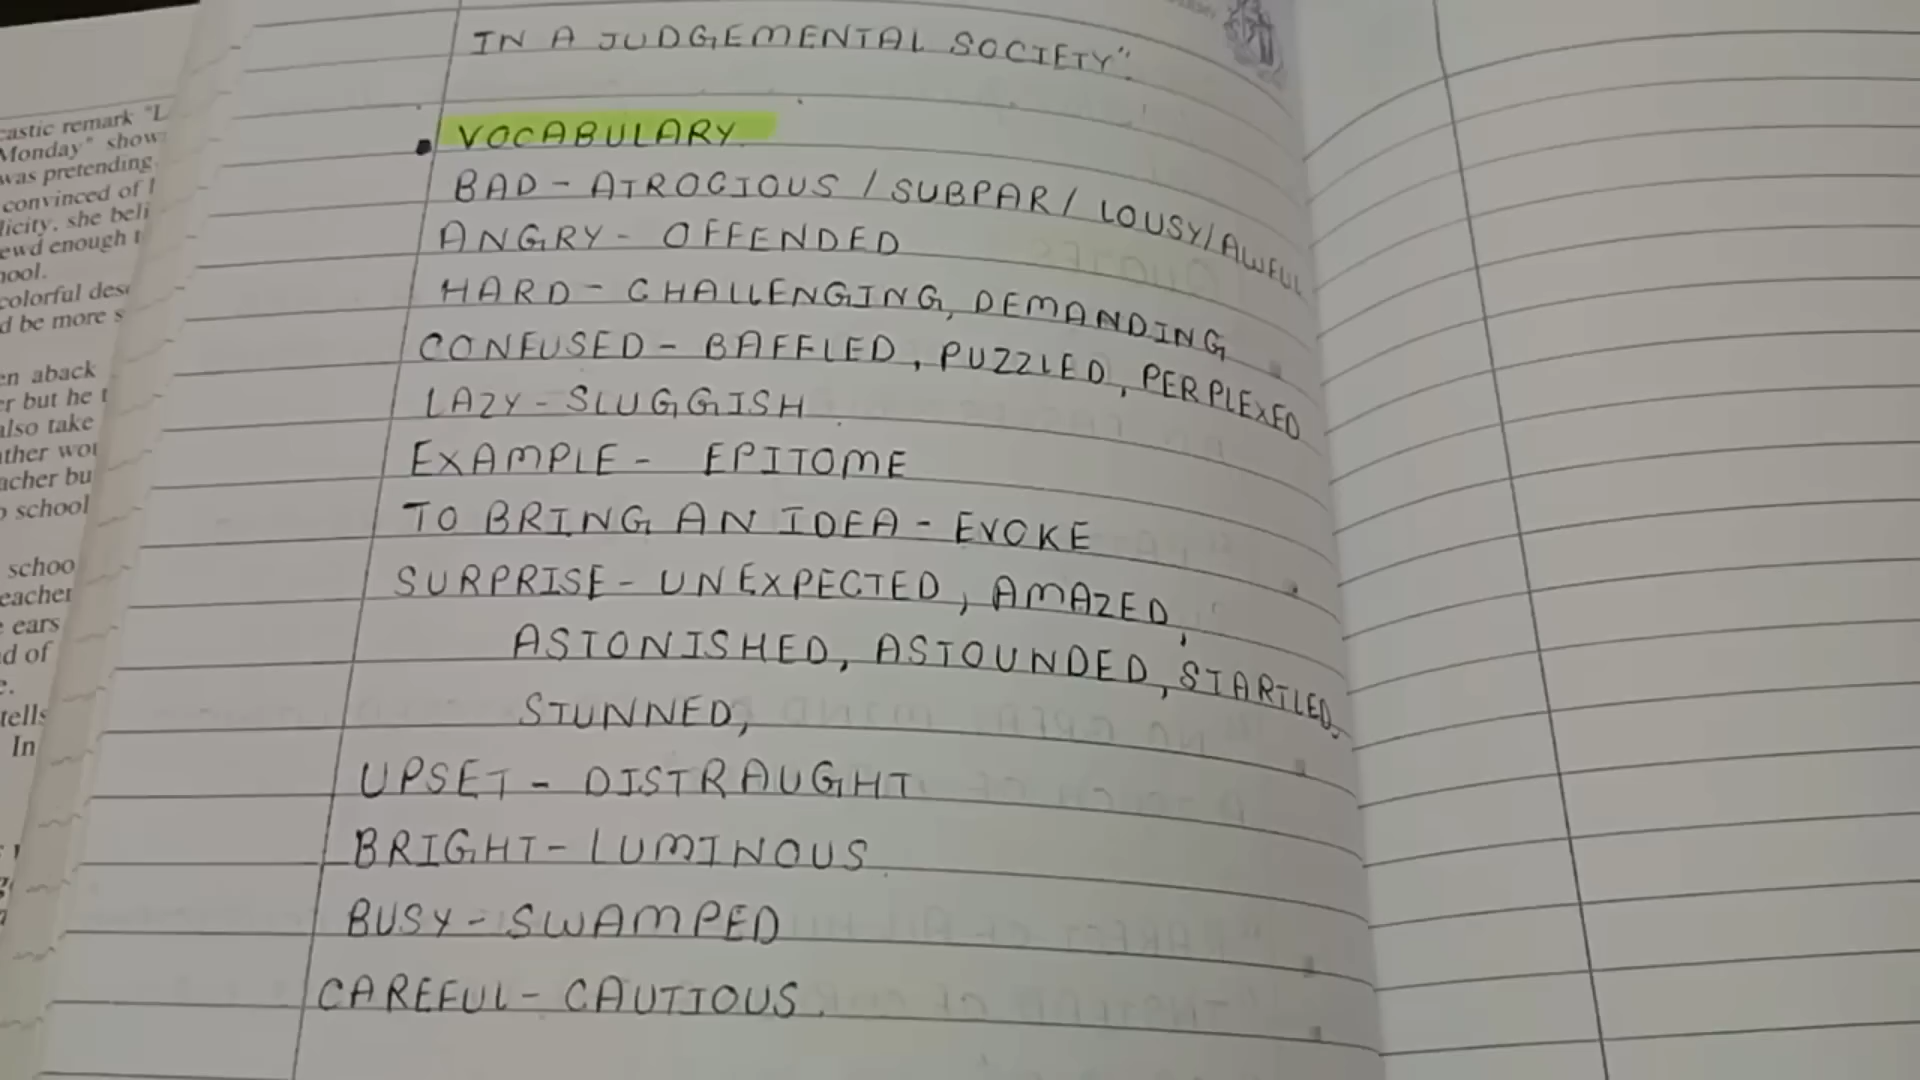 castic remark "L
Monday" show
was pretending.
convinced of
licity, she beli
ewd enough t
hool.
colorful des
d be more s
en aback
er but he t
also take
ather wo
acher bu
o school
schoo
eacher
ears
d of
e.
tells
In
IN A JUDGEMENTAL SOCIETY".
VOCABULARY
BAD - ATROCIOUS / SUBPAR / LOUSY / AWFUL
ANGRY - OFFENDED
HARD - CHALLENGING, DEMANDING
CONFUSED - BAFFLED, PUZZLED, PERPLEXED
LAZY - SLUGGISH
EXAMPLE - EPITOME
TO BRING AN IDEA - EVOKE
SURPRISE - UNEXPECTED, AMAZED,
ASTONISHED, ASTOUNDED, STARTLED,
STUNNED,
UPSET - DISTRAUGHT
BRIGHT - LUMINOUS
BUSY - SWAMPED
CAREFUL - CAUTIOUS.